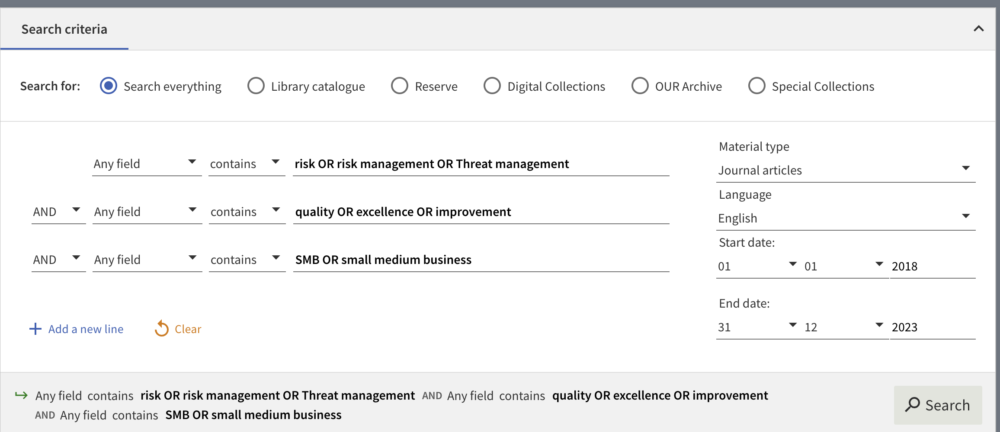 Search criteria
Search for: Search everything Library catalogue Reserve Digital Collections OUR Archive Special Collections
Any field contains risk OR risk management OR Threat management
AND Any field contains quality OR excellence OR improvement
AND Any field contains SMB OR small medium business
Add a new line Clear
Material type
Journal articles
Language
English
Start date:
01 01 2018
End date:
31 12 2023
Any field contains risk OR risk management OR Threat management AND Any field contains quality OR excellence OR improvement
AND Any field contains SMB OR small medium business
Search